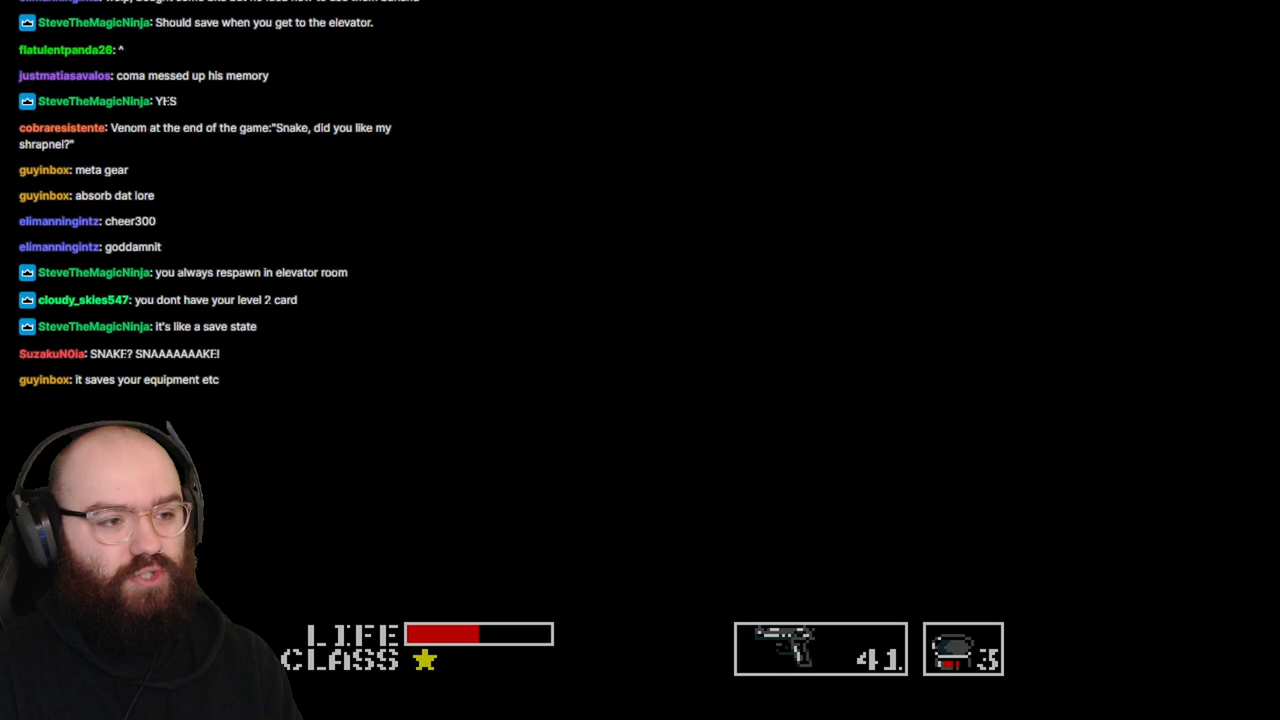 SteveTheMagicNinja: Should save when you get to the elevator.
flatulentpanda26: ^
justmatiasavalos: coma messed up his memory
SteveTheMagicNinja: YES
cobraresistente: Venom at the end of the game:"Snake, did you like my
shrapnel?"
guyinbox: meta gear
guyinbox: absorb dat lore
elimanningintz: cheer300
elimanningintz: goddamnit
SteveTheMagicNinja: you always respawn in elevator room
cloudy_skies547: you dont have your level 2 card
SteveTheMagicNinja: it's like a save state
SuzakuN0ia: SNAKE? SNAAAAAAAKE!
guyinbox: it saves your equipment etc
LIFE
CLASS
41
3